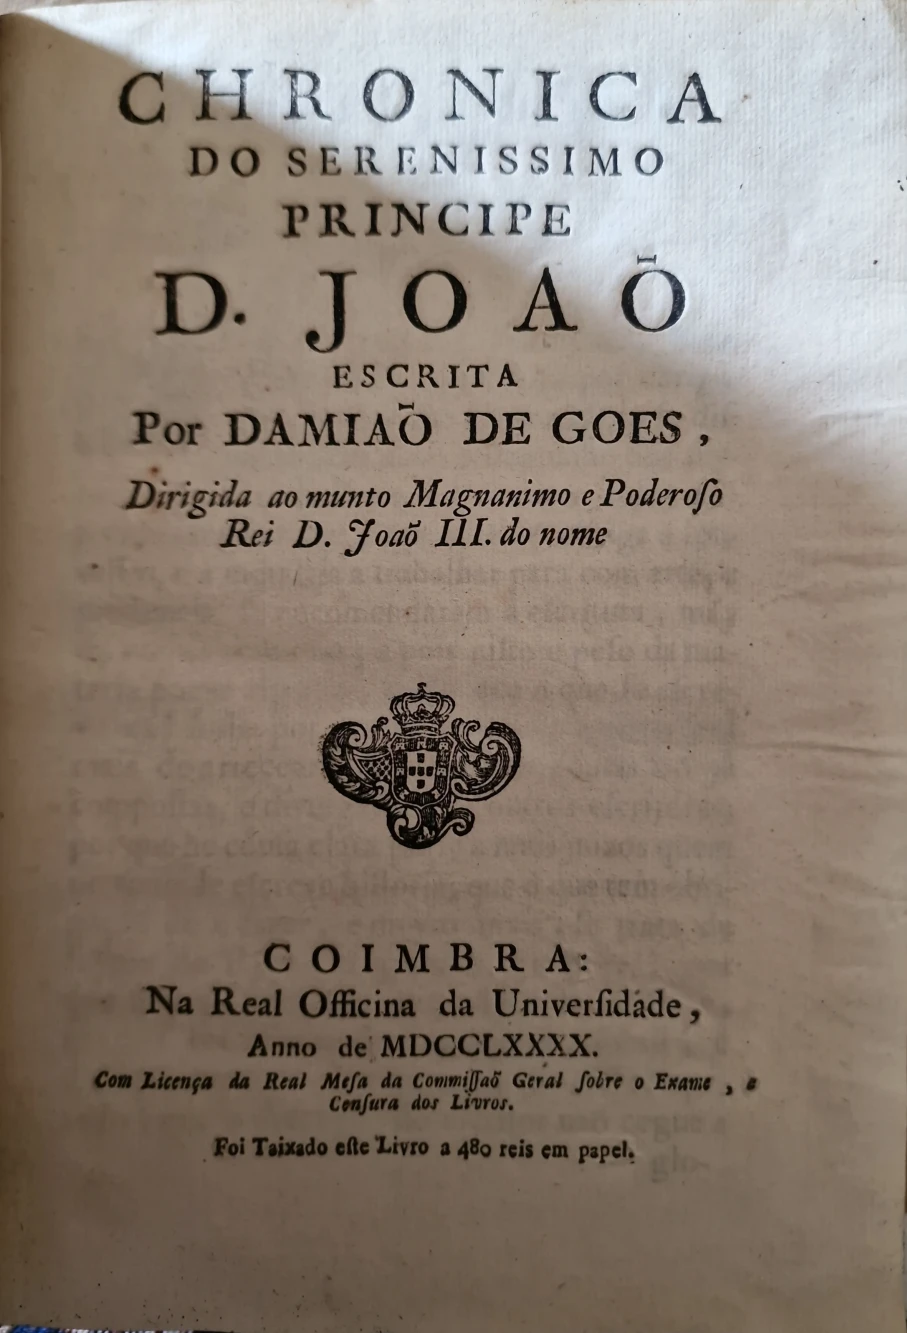 CHRONICA
DO SERENISSIMO
PRINCIPE
D. JOAÕ
ESCRITA
Por DAMIAÕ DE GOES,
Dirigida ao munto Magnanimo e Poderoſo
Rei D. Joaõ III. do nome
COIMBRA:
Na Real Officina da Univerſidade,
Anno de MDCCLXXXX.
Com Licença da Real Meſa da Commiſſaõ Geral ſobre o Exame, e
Cenſura dos Livros.
Foi Taixado eſte Livro a 480 reis em papel.